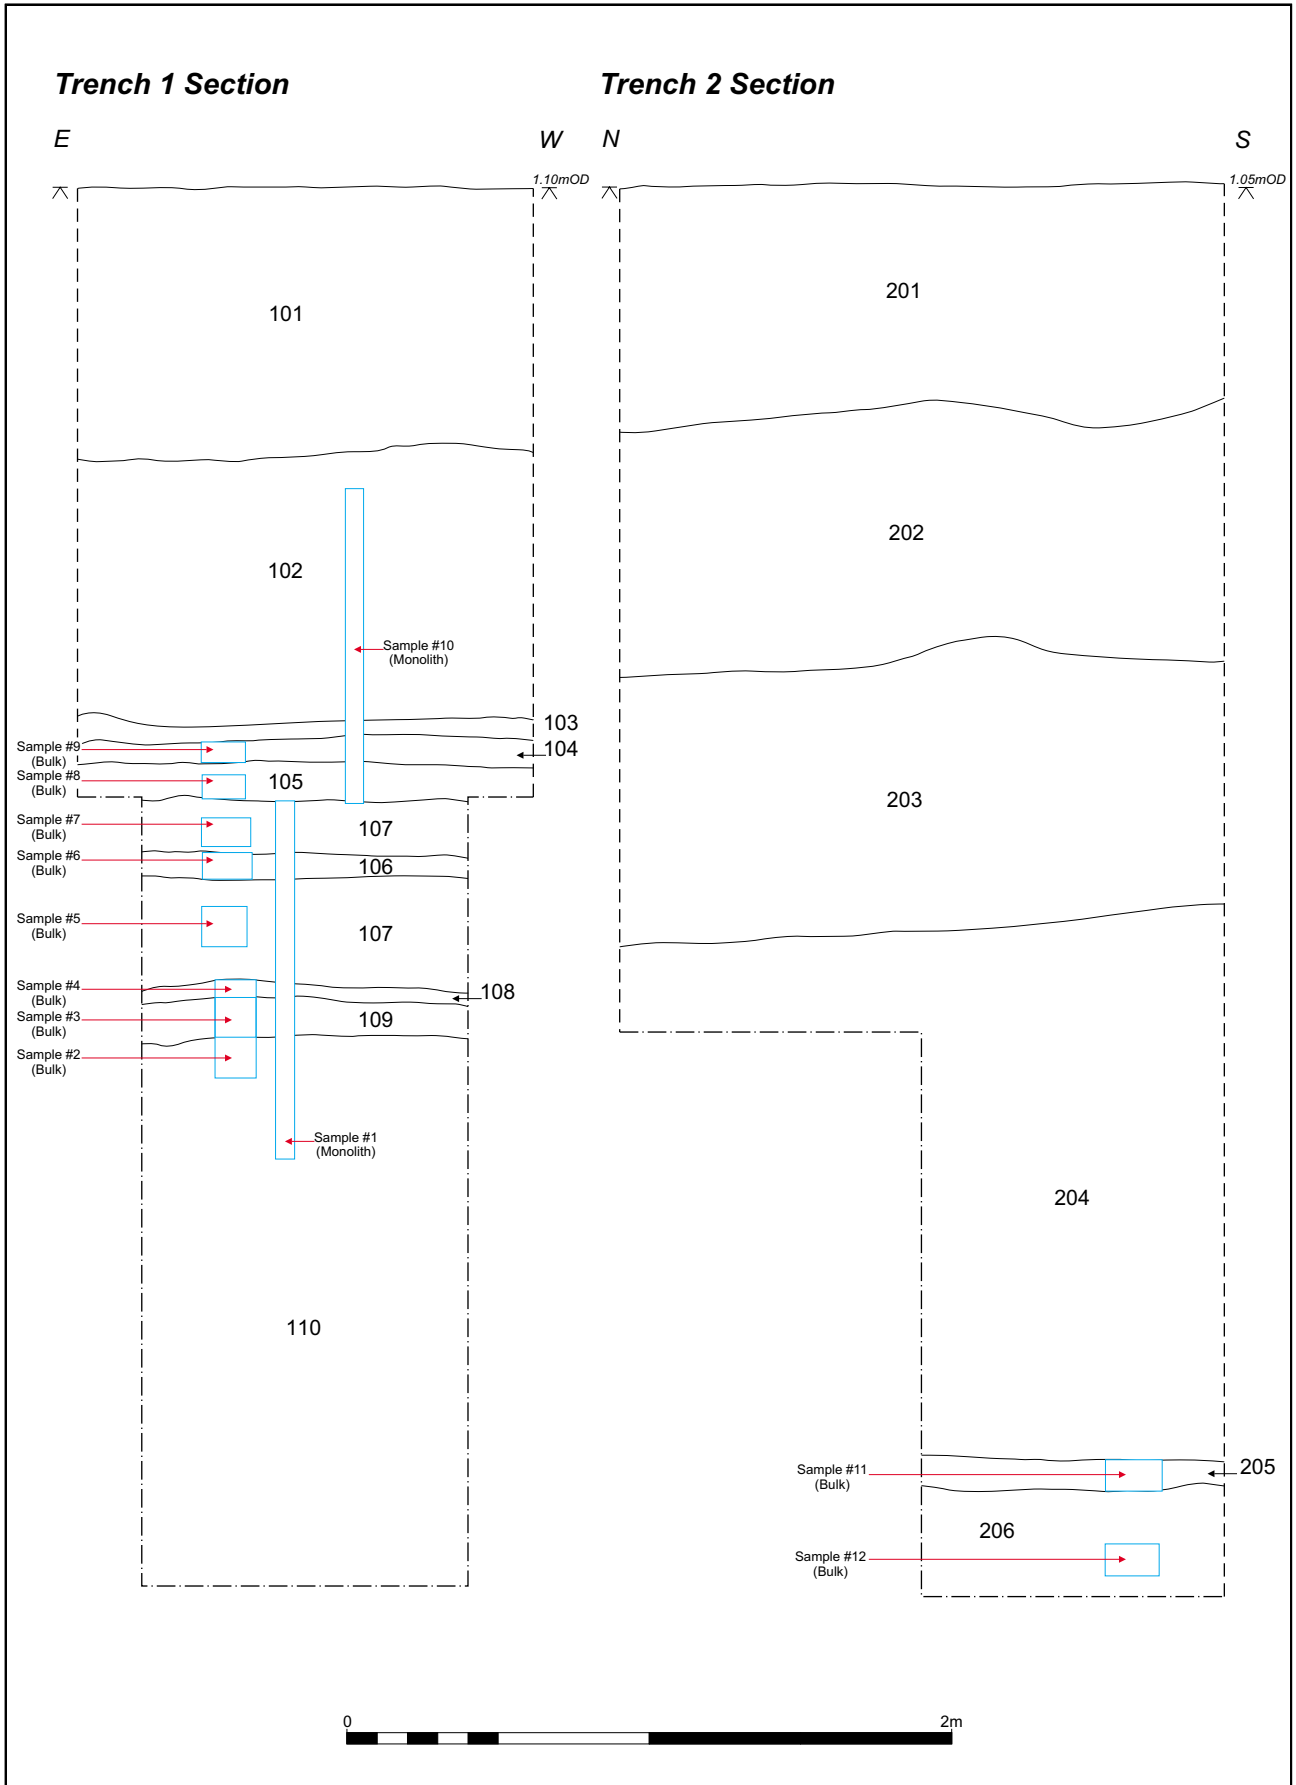 Trench 1 Section
Trench 2 Section
E
W
N
S
1.10mOD
1.05mOD
101
102
Sample #10
(Monolith)
103
104
Sample #9
(Bulk)
Sample #8
(Bulk)
105
Sample #7
(Bulk)
107
Sample #6
(Bulk)
106
Sample #5
(Bulk)
107
Sample #4
(Bulk)
108
Sample #3
(Bulk)
109
Sample #2
(Bulk)
Sample #1
(Monolith)
110
201
202
203
204
Sample #11
(Bulk)
205
206
Sample #12
(Bulk)
0
2m